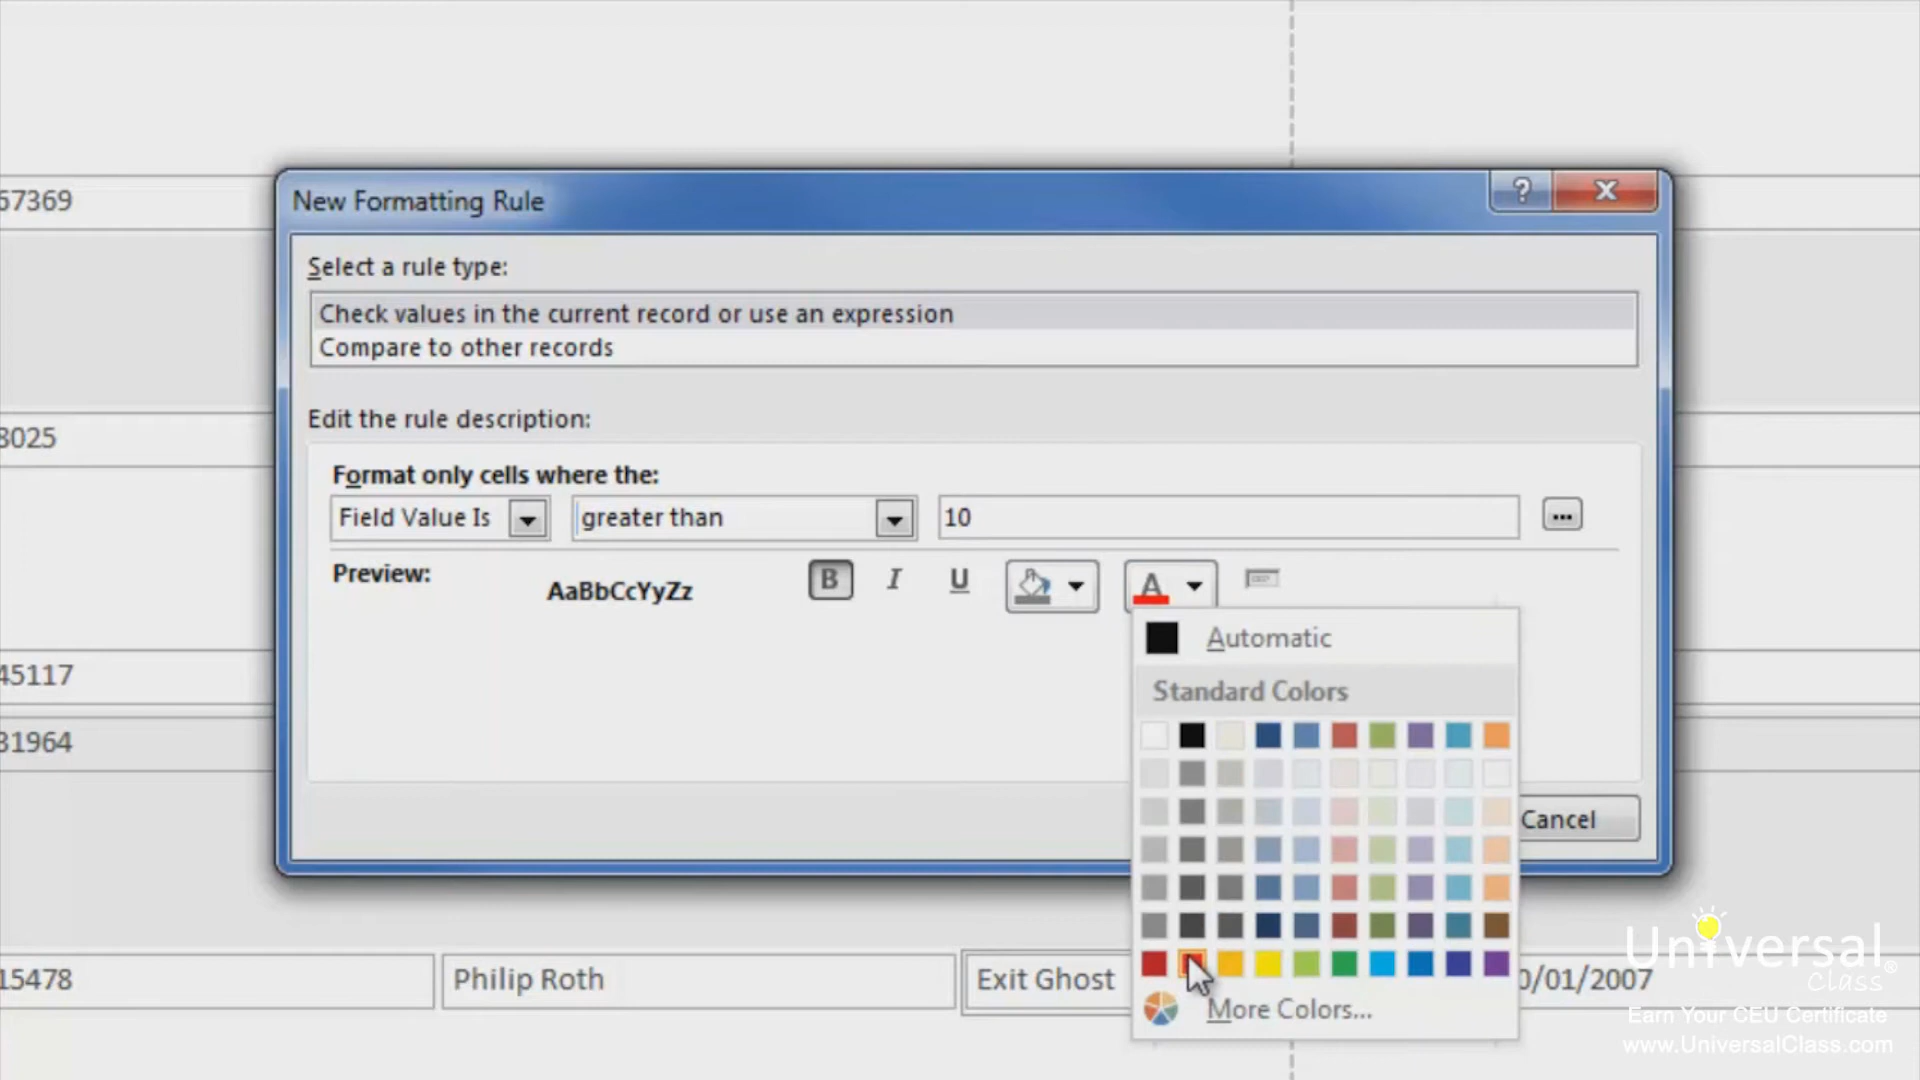 New Formatting Rule
?
67369
Select a rule type:
Check values in the current record or use an expression
Compare to other records
Edit the rule description:
8025
Format only cells where the:
Field Value Is
greater than
10
...
Preview:
AaBbCcYyZz
B
I
U
A
Automatic
45117
Standard Colors
31964
Cancel
15478
Philip Roth
Exit Ghost
0/01/2007
More Colors...
Universal
Class®
Earn Your CEU Certificate
www.UniversalClass.com